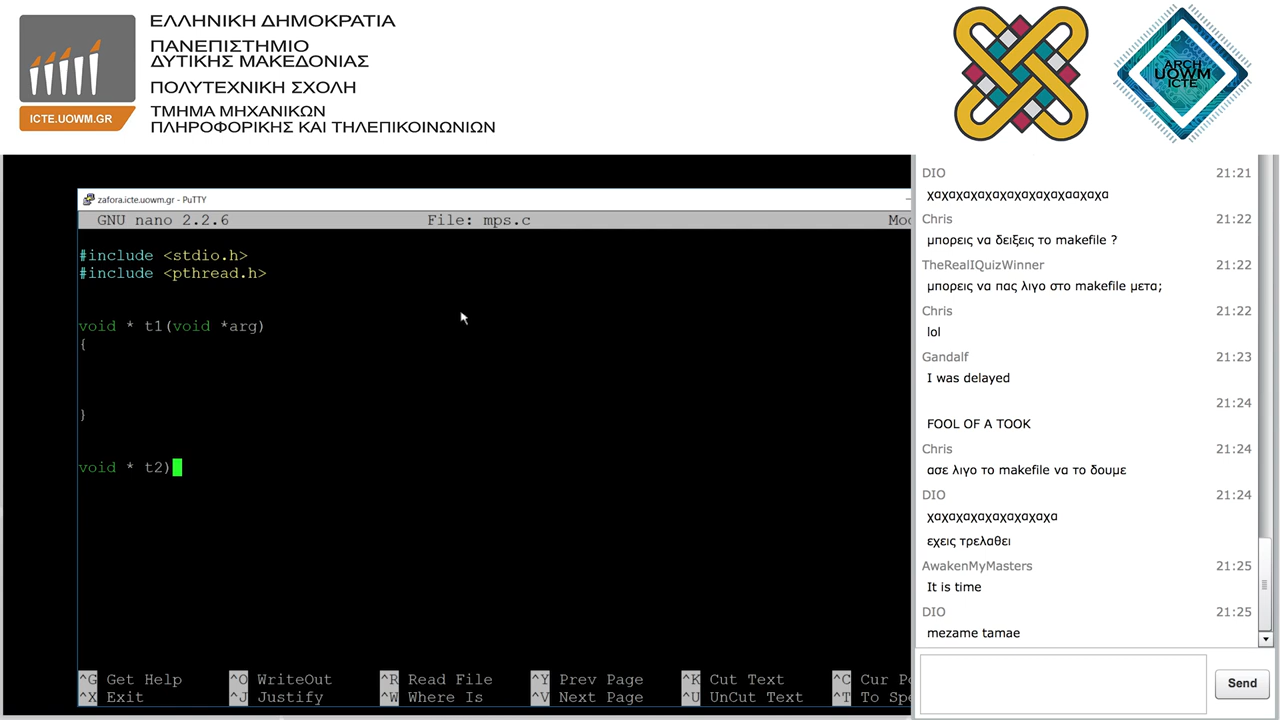 ΕΛΛΗΝΙΚΗ ΔΗΜΟΚΡΑΤΙΑ
ΠΑΝΕΠΙΣΤΗΜΙΟ
ΔΥΤΙΚΗΣ ΜΑΚΕΔΟΝΙΑΣ
ΠΟΛΥΤΕΧΝΙΚΗ ΣΧΟΛΗ
ΤΜΗΜΑ ΜΗΧΑΝΙΚΩΝ
ΠΛΗΡΟΦΟΡΙΚΗΣ ΚΑΙ ΤΗΛΕΠΙΚΟΙΝΩΝΙΩΝ
ICTE.UOWM.GR
ARCH
UOWM
ICTE
zafora.icte.uowm.gr - PuTTY
GNU nano 2.2.6 File: mps.c Mo
#include <stdio.h>
#include <pthread.h>
void * t1(void *arg)
{
}
void * t2)
^G Get Help ^O WriteOut ^R Read File ^Y Prev Page ^K Cut Text ^C Cur Po
^X Exit ^J Justify ^W Where Is ^V Next Page ^U UnCut Text ^T To Spe
DIO 21:21
χαχαχαχαχαχαχαχαχαχααχαχα
Chris 21:22
μπορεις να δειξεις το makefile ?
TheRealIQuizWinner 21:22
μπορεις να πας λιγο στο makefile μετα;
Chris 21:22
lol
Gandalf 21:23
I was delayed
21:24
FOOL OF A TOOK
Chris 21:24
ασε λιγο το makefile να το δουμε
DIO 21:24
χαχαχαχαχαχαχαχαχα
εχεις τρελαθει
AwakenMyMasters 21:25
It is time
DIO 21:25
mezame tamae
Send